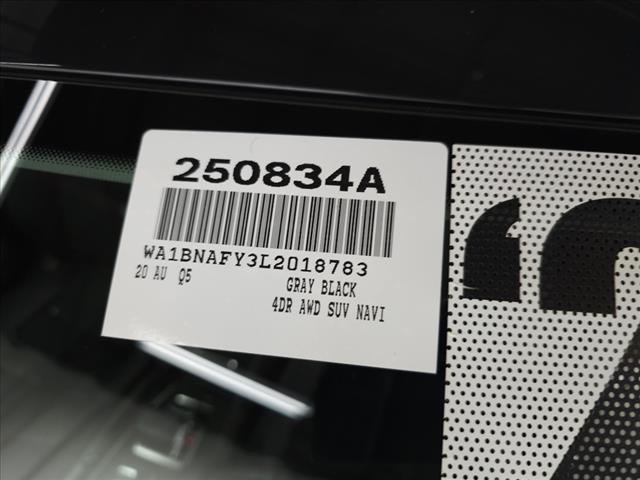 250834A
WA1BNAFY3L2018783
20 AU Q5 GRAY BLACK
4DR AWD SUV NAVI